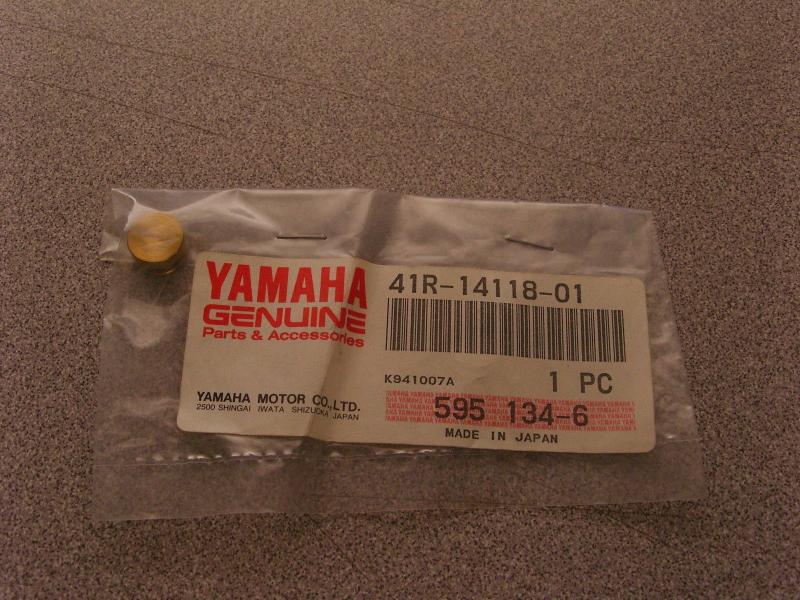 YAMAHA
GENUINE
Parts & Accessories
YAMAHA MOTOR CO., LTD.
2500 SHINGAI IWATA SHIZUOKA JAPAN
41R-14118-01
K941007A
1 PC
595 134-6
MADE IN JAPAN